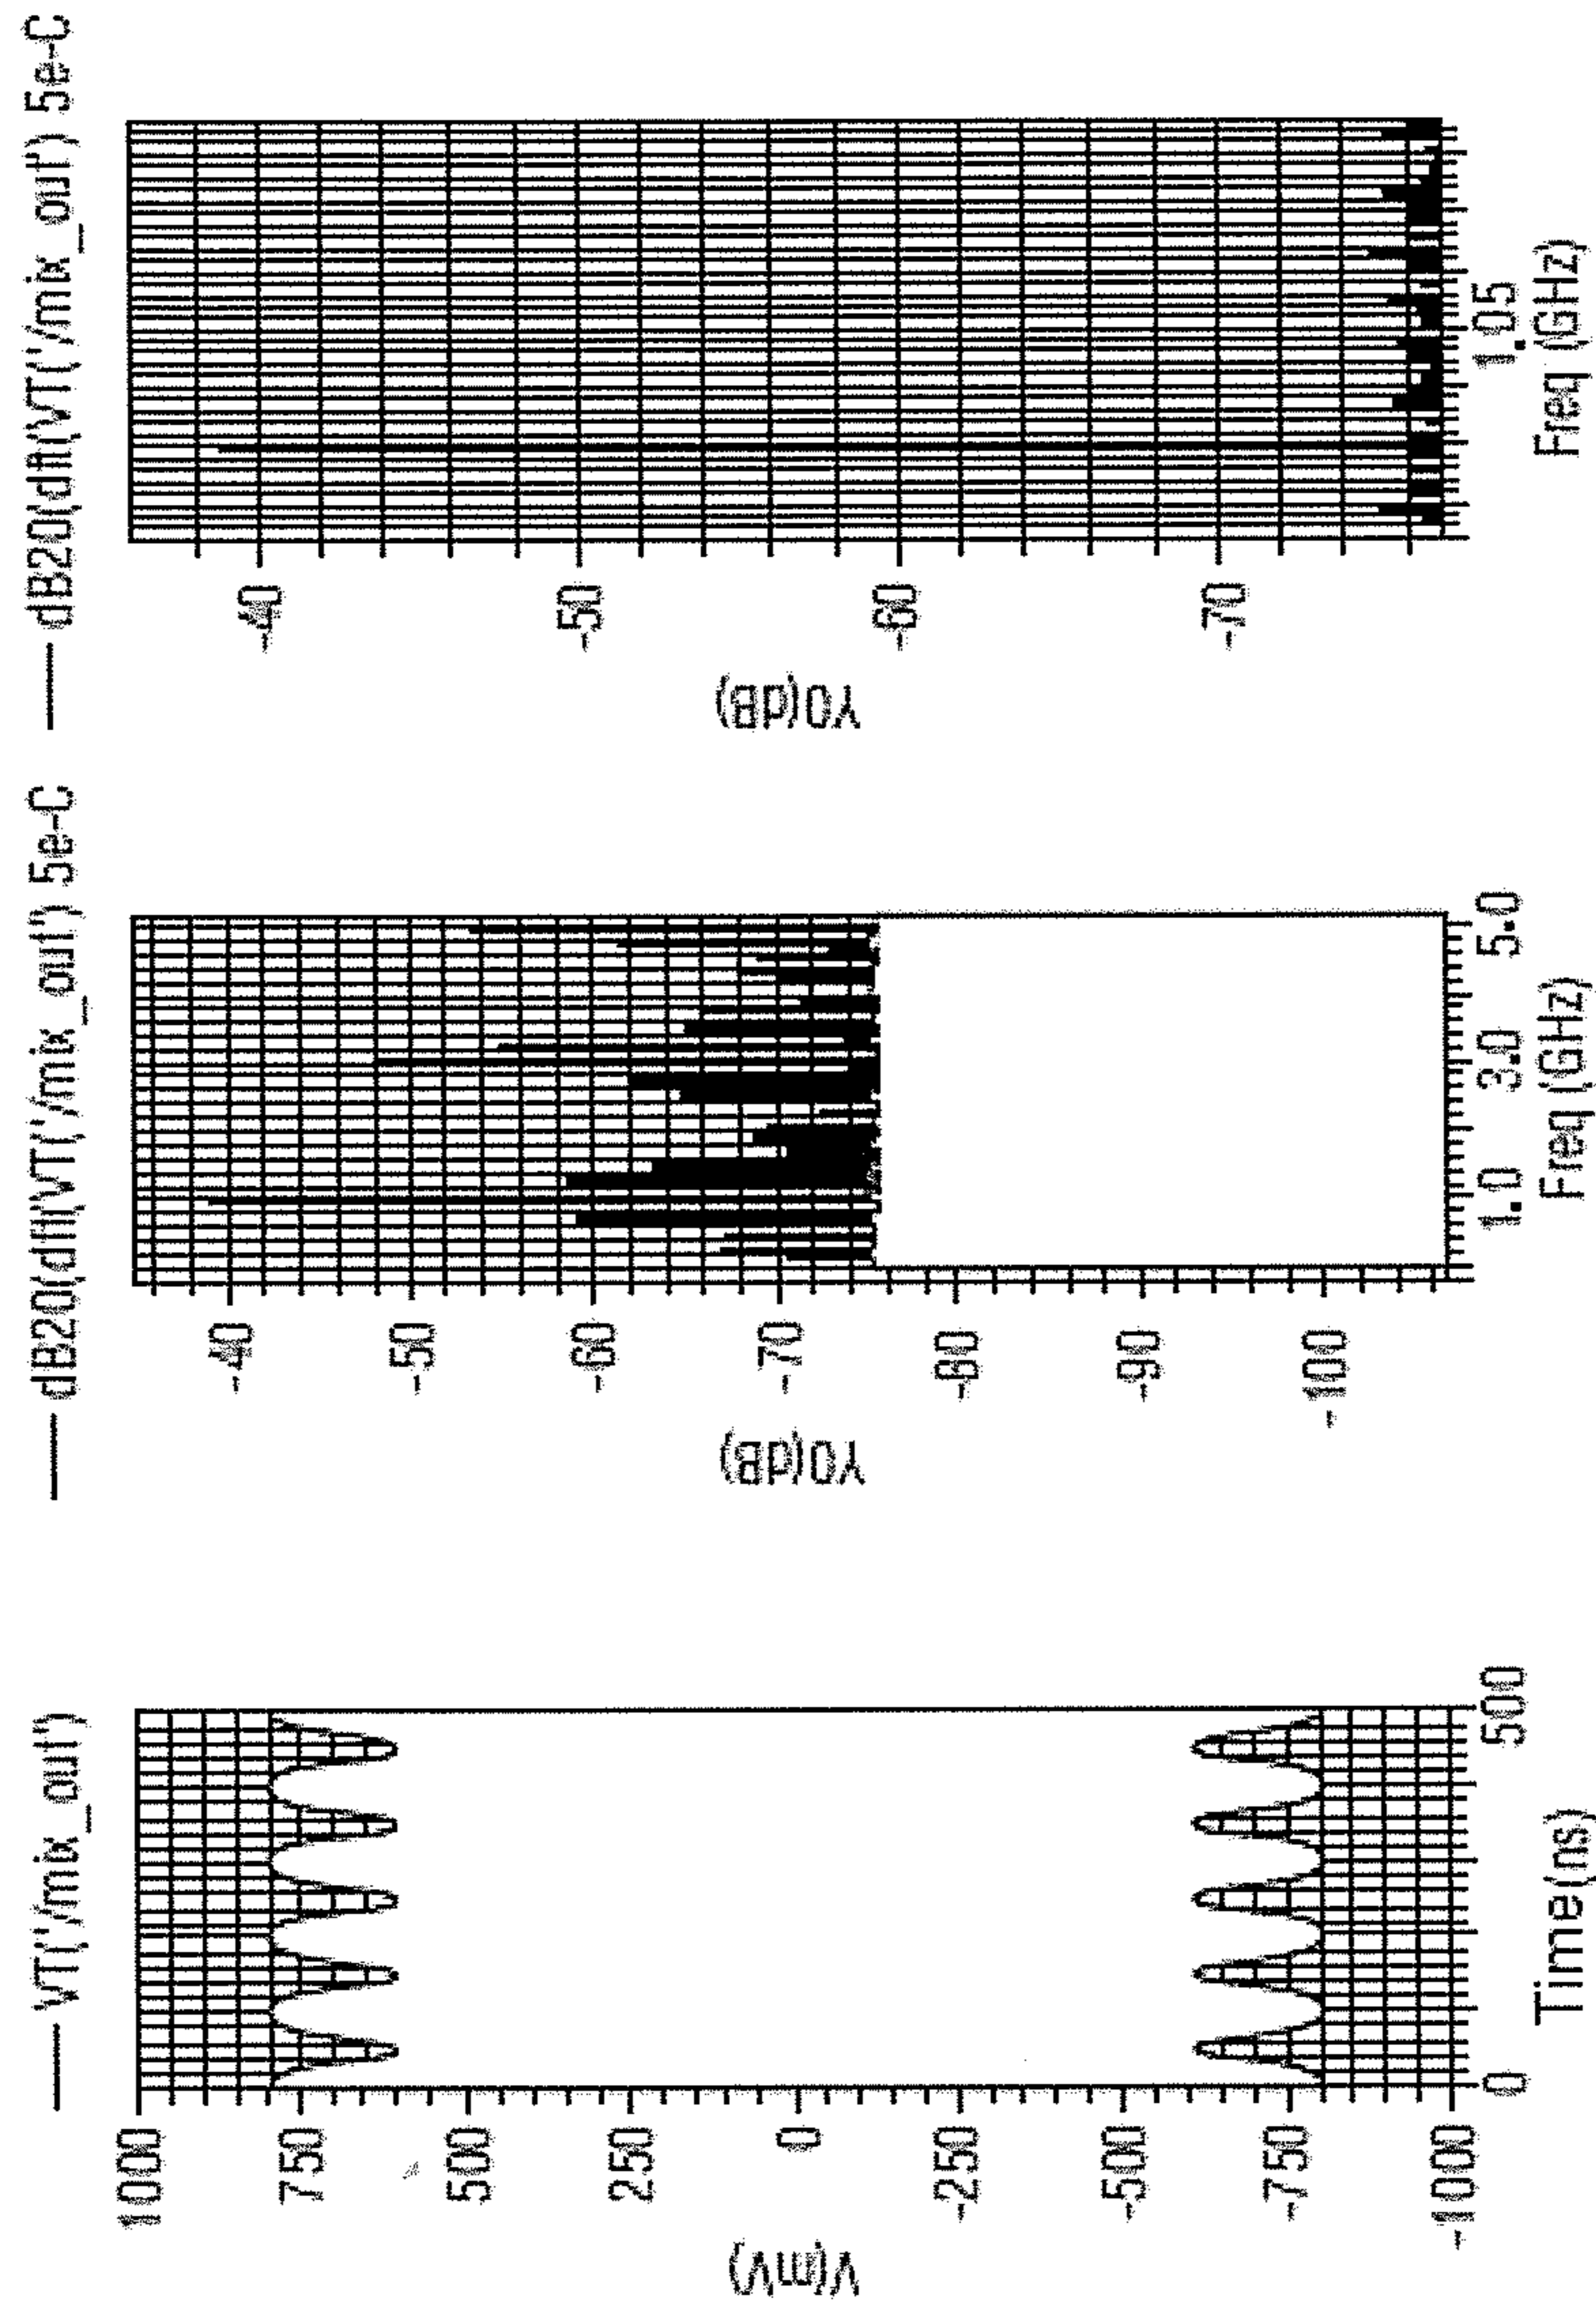 VT('/mix_out')
1000
750
500
250
0
-250
-500
-750
-1000
V(mV)
0
500
Time(ns)
dB20(dft(VT('/mix_out') 5e-C
-40
-50
-60
-70
-80
-90
-100
Y0(dB)
1.0 3.0 5.0
Freq (GHz)
dB20(dft(VT('/mix_out') 5e-C
-40
-50
-60
-70
Y0(dB)
1.05
Freq (GHz)